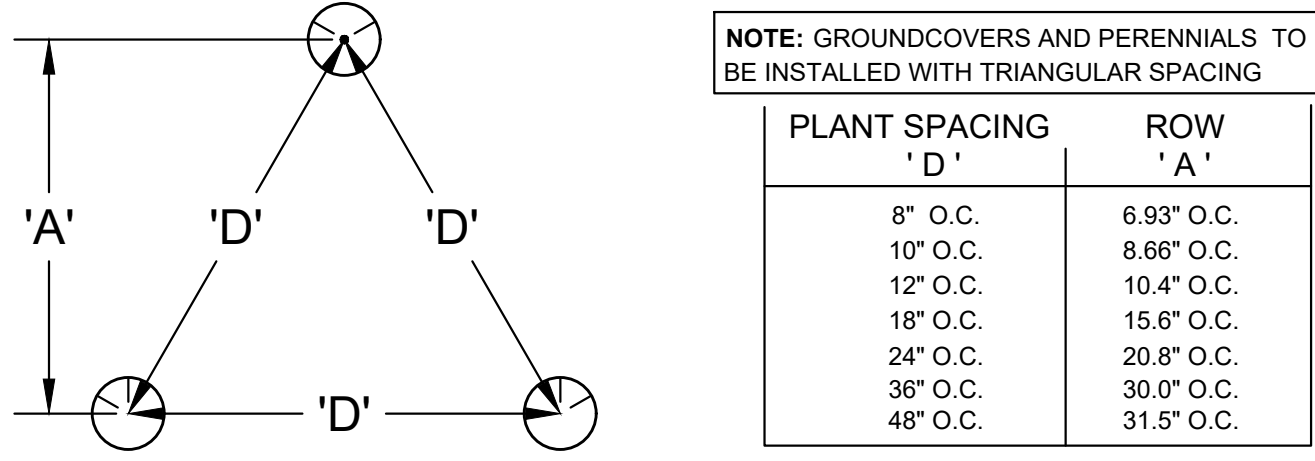 'A'
'D'
'D'
'D'
NOTE: GROUNDCOVERS AND PERENNIALS TO
BE INSTALLED WITH TRIANGULAR SPACING
PLANT SPACING ROW
' D ' ' A '
8" O.C. 6.93" O.C.
10" O.C. 8.66" O.C.
12" O.C. 10.4" O.C.
18" O.C. 15.6" O.C.
24" O.C. 20.8" O.C.
36" O.C. 30.0" O.C.
48" O.C. 31.5" O.C.